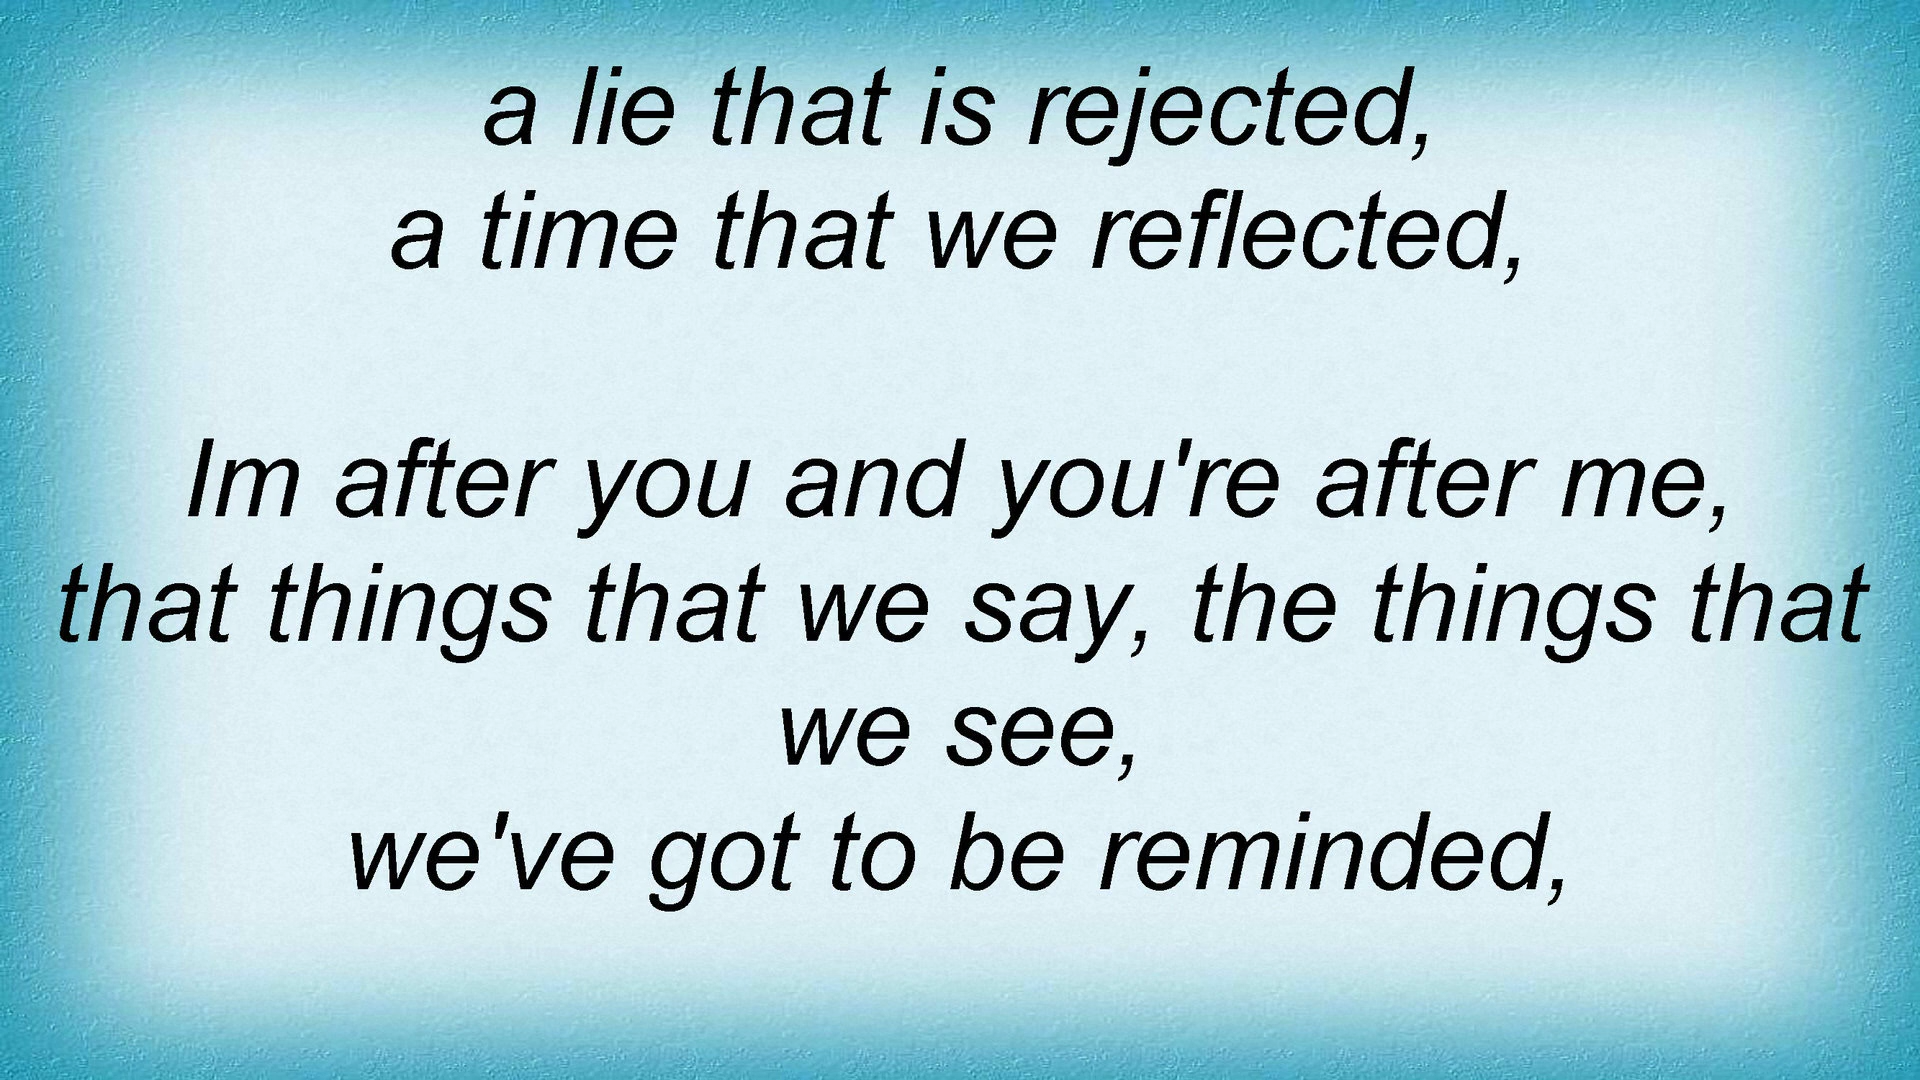 a lie that is rejected,
a time that we reflected,
Im after you and you're after me,
that things that we say, the things that
we see,
we've got to be reminded,